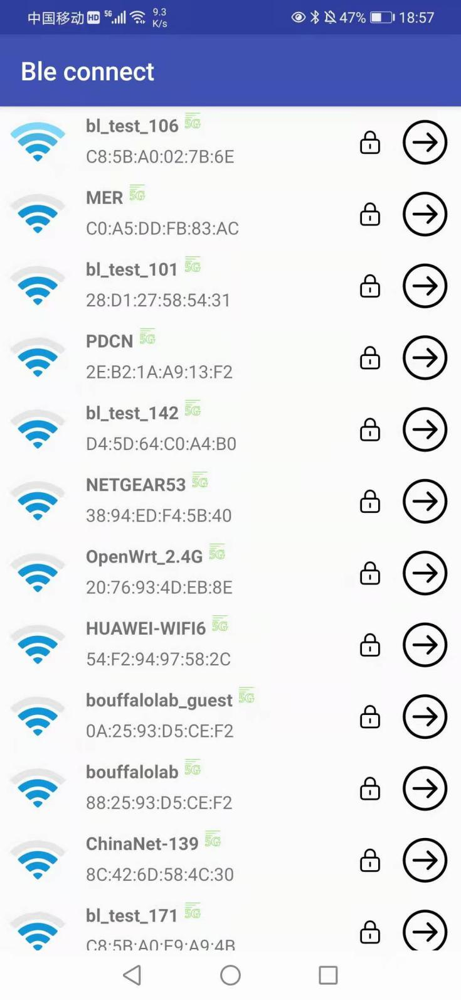 中国移动 HD 5G 9.3 K/s 47% 18:57
Ble connect
bl_test_106 5G
C8:5B:A0:02:7B:6E
MER 5G
C0:A5:DD:FB:83:AC
bl_test_101 5G
28:D1:27:58:54:31
PDCN 5G
2E:B2:1A:A9:13:F2
bl_test_142 5G
D4:5D:64:C0:A4:B0
NETGEAR53 5G
38:94:ED:F4:5B:40
OpenWrt_2.4G 5G
20:76:93:4D:EB:8E
HUAWEI-WIFI6 5G
54:F2:94:97:58:2C
bouffalolab_guest 5G
0A:25:93:D5:CE:F2
bouffalolab 5G
88:25:93:D5:CE:F2
ChinaNet-139 5G
8C:42:6D:58:4C:30
bl_test_171 5G
C8:5B:A0:F9:A9:4B